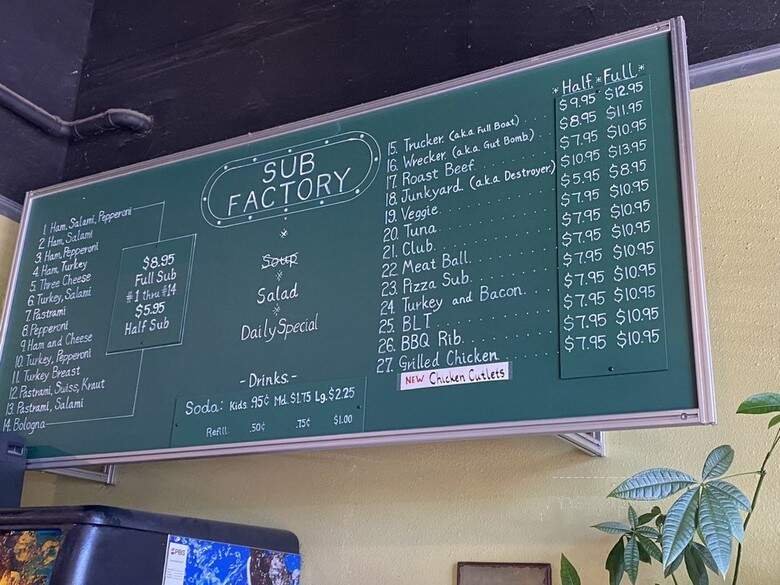 SUB
FACTORY
1. Ham, Salami, Pepperoni
2. Ham, Salami
3. Ham, Pepperoni
4. Ham, Turkey
5. Three Cheese
6. Turkey, Salami
7. Pastrami
8. Pepperoni
9. Ham and Cheese
10. Turkey, Pepperoni
11. Turkey Breast
12. Pastrami, Swiss, Kraut
13. Pastrami, Salami
14. Bologna
$8.95
Full Sub
#1 thru #14
$5.95
Half Sub
Soup
Salad
Daily Special
- Drinks -
Soda: Kids .95¢ Md. $1.75 Lg. $2.25
Refill .50¢ .75¢ $1.00
* Half * Full *
15. Trucker (a.k.a. Full Boat) $9.95 $12.95
16. Wrecker (a.k.a. Gut Bomb) $8.95 $11.95
17. Roast Beef $7.95 $10.95
18. Junkyard (a.k.a. Destroyer) $10.95 $13.95
19. Veggie $5.95 $8.95
20. Tuna $7.95 $10.95
21. Club $7.95 $10.95
22. Meat Ball $7.95 $10.95
23. Pizza Sub $7.95 $10.95
24. Turkey and Bacon $7.95 $10.95
25. BLT $7.95 $10.95
26. BBQ Rib $7.95 $10.95
27. Grilled Chicken $7.95 $10.95
NEW Chicken Cutlets
PBS